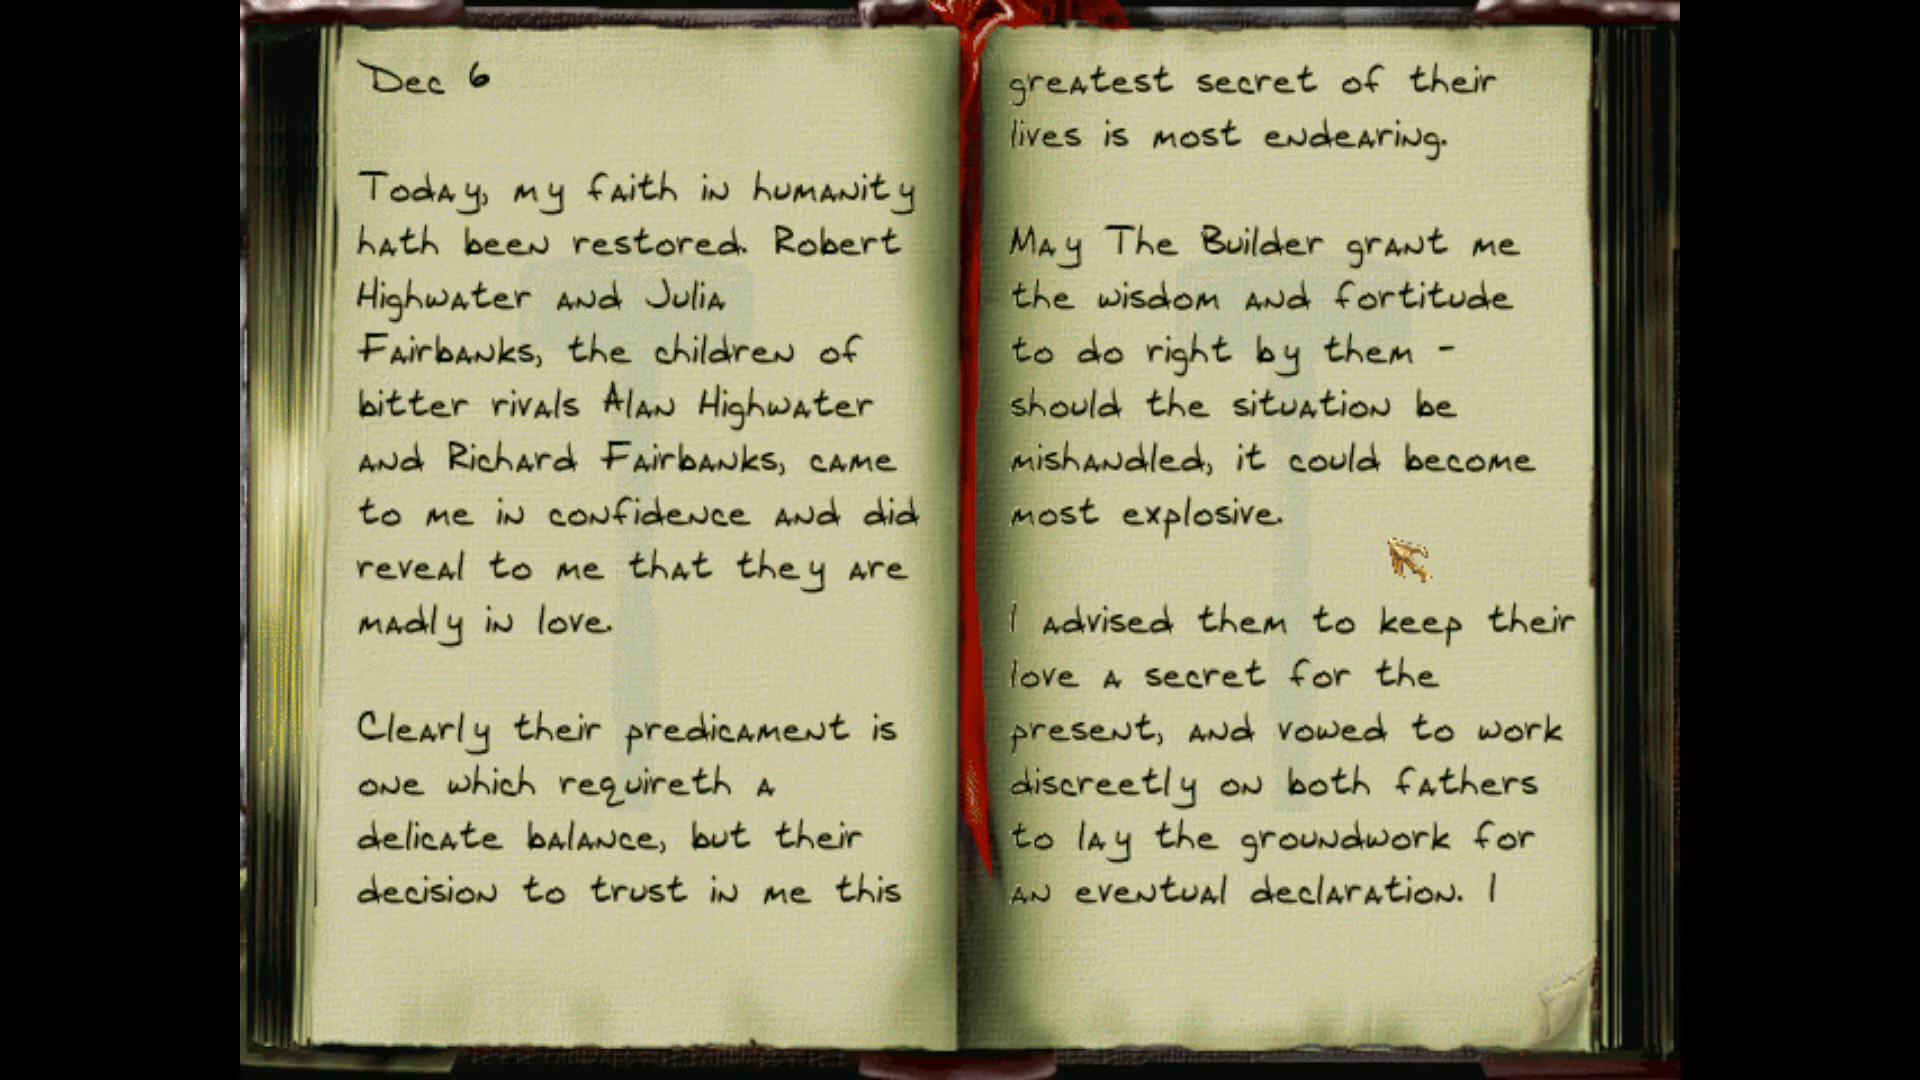 Dec 6
Today, my faith in humanity
hath been restored. Robert
Highwater and Julia
Fairbanks, the children of
bitter rivals Alan Highwater
and Richard Fairbanks, came
to me in confidence and did
reveal to me that they are
madly in love.
Clearly their predicament is
one which requireth a
delicate balance, but their
decision to trust in me this
greatest secret of their
lives is most endearing.
May The Builder grant me
the wisdom and fortitude
to do right by them -
should the situation be
mishandled, it could become
most explosive.
I advised them to keep their
love a secret for the
present, and vowed to work
discreetly on both fathers
to lay the groundwork for
an eventual declaration. I